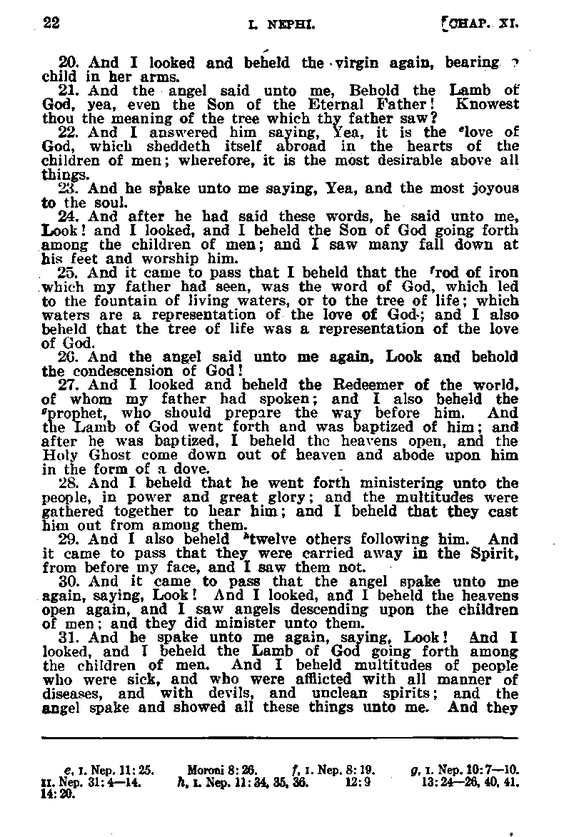 22 I. NEPHI. [CHAP. XI.
20. And I looked and beheld the virgin again, bearing
child in her arms.
21. And the angel said unto me, Behold the Lamb of
God, yea, even the Son of the Eternal Father! Knowest
thou the meaning of the tree which thy father saw?
22. And I answered him saying, Yea, it is the ᵉlove of
God, which sheddeth itself abroad in the hearts of the
children of men; wherefore, it is the most desirable above all
things.
23. And he spake unto me saying, Yea, and the most joyous
to the soul.
24. And after he had said these words, he said unto me,
Look! and I looked, and I beheld the Son of God going forth
among the children of men; and I saw many fall down at
his feet and worship him.
25. And it came to pass that I beheld that the ᶠrod of iron
which my father had seen, was the word of God, which led
to the fountain of living waters, or to the tree of life; which
waters are a representation of the love of God; and I also
beheld that the tree of life was a representation of the love
of God.
26. And the angel said unto me again, Look and behold
the condescension of God!
27. And I looked and beheld the Redeemer of the world,
of whom my father had spoken; and I also beheld the
ᵍprophet, who should prepare the way before him. And
the Lamb of God went forth and was baptized of him; and
after he was baptized, I beheld the heavens open, and the
Holy Ghost come down out of heaven and abode upon him
in the form of a dove.
28. And I beheld that he went forth ministering unto the
people, in power and great glory; and the multitudes were
gathered together to hear him; and I beheld that they cast
him out from among them.
29. And I also beheld ʰtwelve others following him. And
it came to pass that they were carried away in the Spirit,
from before my face, and I saw them not.
30. And it came to pass that the angel spake unto me
again, saying, Look! And I looked, and I beheld the heavens
open again, and I saw angels descending upon the children
of men; and they did minister unto them.
31. And he spake unto me again, saying, Look! And I
looked, and I beheld the Lamb of God going forth among
the children of men. And I beheld multitudes of people
who were sick, and who were afflicted with all manner of
diseases, and with devils, and unclean spirits; and the
angel spake and showed all these things unto me. And they
e, I. Nep. 11:25. Moroni 8:26. f, I. Nep. 8:19. g, I. Nep. 10:7—10.
II. Nep. 31:4—14. h, I. Nep. 11:34, 35, 36. 12:9 13:24—26, 40, 41.
14:20.